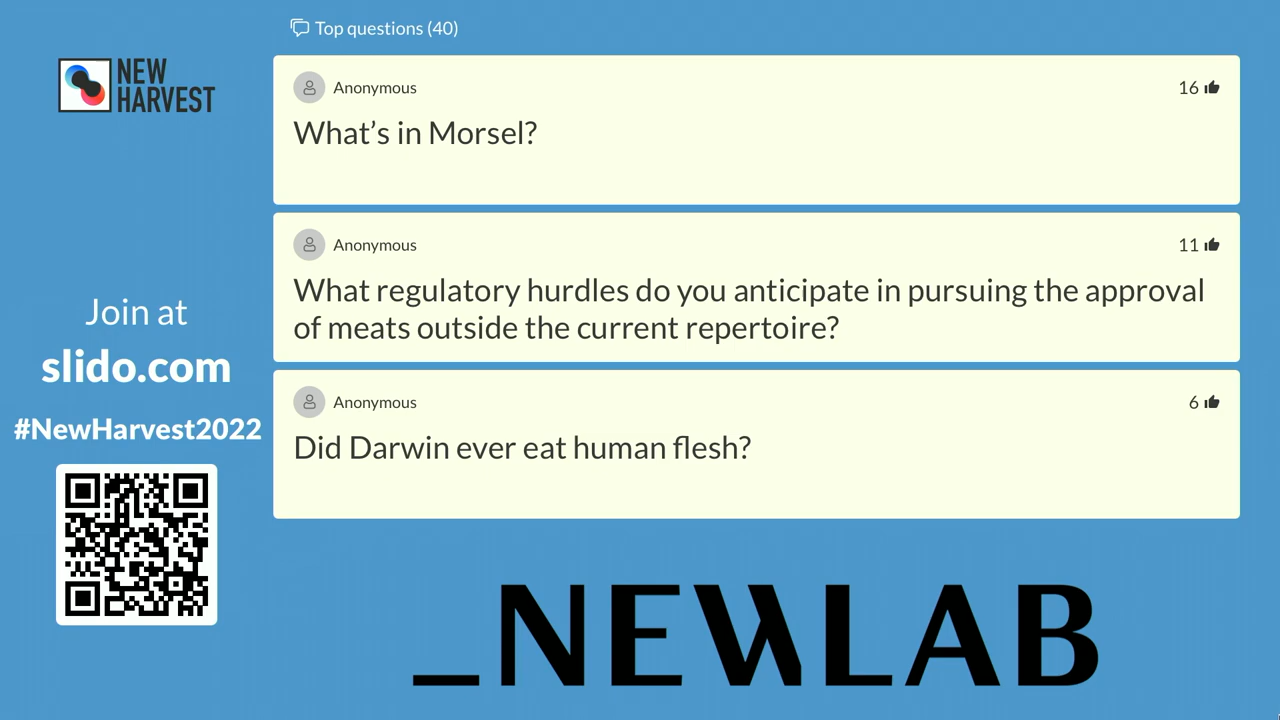 Top questions (40)
NEW
HARVEST
Anonymous
16
What’s in Morsel?
Anonymous
11
What regulatory hurdles do you anticipate in pursuing the approval
of meats outside the current repertoire?
Anonymous
6
Did Darwin ever eat human flesh?
Join at
slido.com
#NewHarvest2022
_NEWLAB